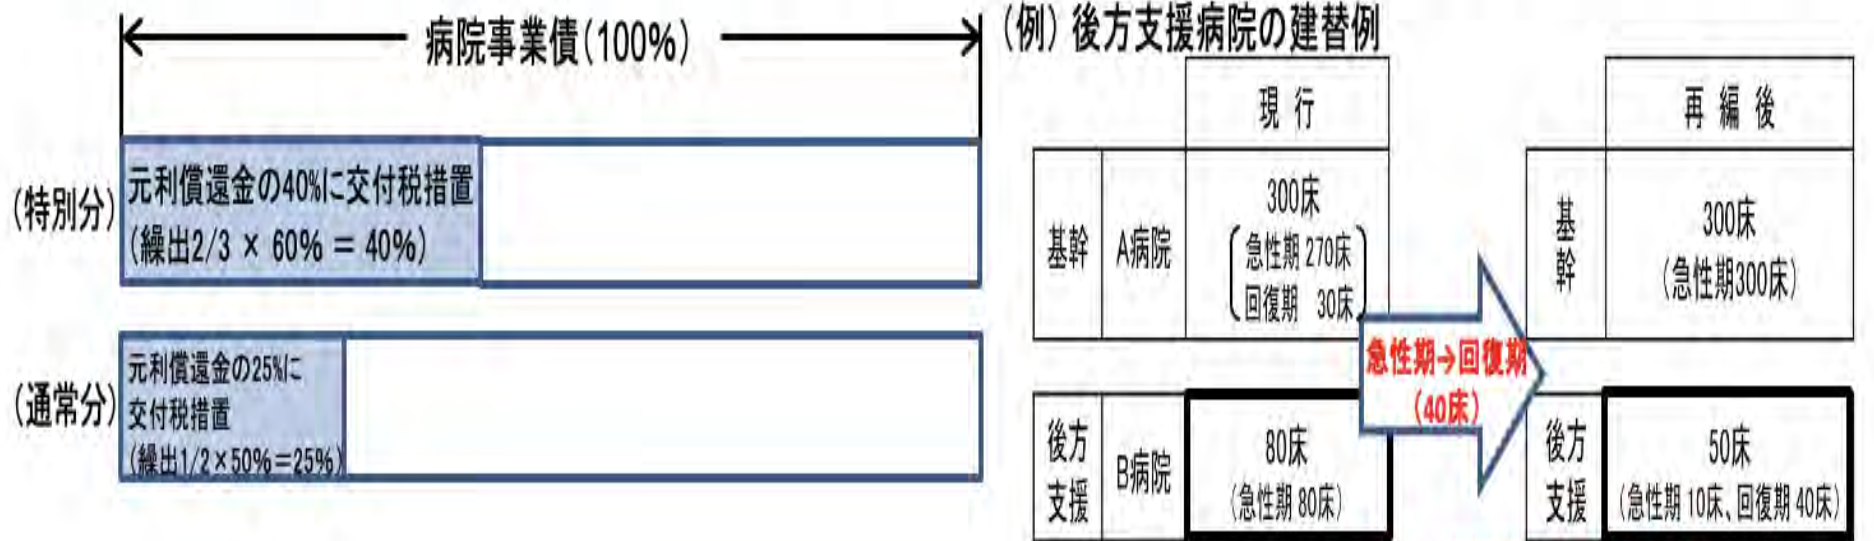 病院事業債(100%)
(特別分)
元利償還金の40%に交付税措置
(繰出2/3 × 60% = 40%)
(通常分)
元利償還金の25%に
交付税措置
(繰出1/2×50%=25%)
(例)後方支援病院の建替例
現 行
再 編 後
基幹
A病院
300床
急性期 270床
回復期 30床
基幹
300床
(急性期300床)
急性期→回復期
(40床)
後方
支援
B病院
80床
(急性期 80床)
後方
支援
50床
(急性期 10床、回復期 40床)